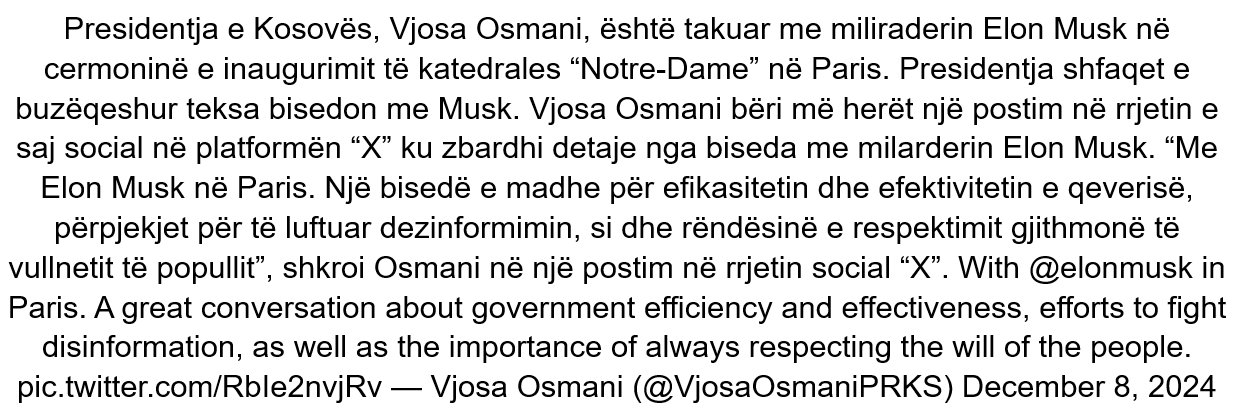 Presidentja e Kosovës, Vjosa Osmani, është takuar me miliraderin Elon Musk në
cermoninë e inaugurimit të katedrales “Notre-Dame” në Paris. Presidentja shfaqet e
buzëqeshur teksa bisedon me Musk. Vjosa Osmani bëri më herët një postim në rrjetin e
saj social në platformën “X” ku zbardhi detaje nga biseda me milarderin Elon Musk. “Me
Elon Musk në Paris. Një bisedë e madhe për efikasitetin dhe efektivitetin e qeverisë,
përpjekjet për të luftuar dezinformimin, si dhe rëndësinë e respektimit gjithmonë të
vullnetit të popullit”, shkroi Osmani në një postim në rrjetin social “X”. With @elonmusk in
Paris. A great conversation about government efficiency and effectiveness, efforts to fight
disinformation, as well as the importance of always respecting the will of the people.
pic.twitter.com/RbIe2nvjRv — Vjosa Osmani (@VjosaOsmaniPRKS) December 8, 2024